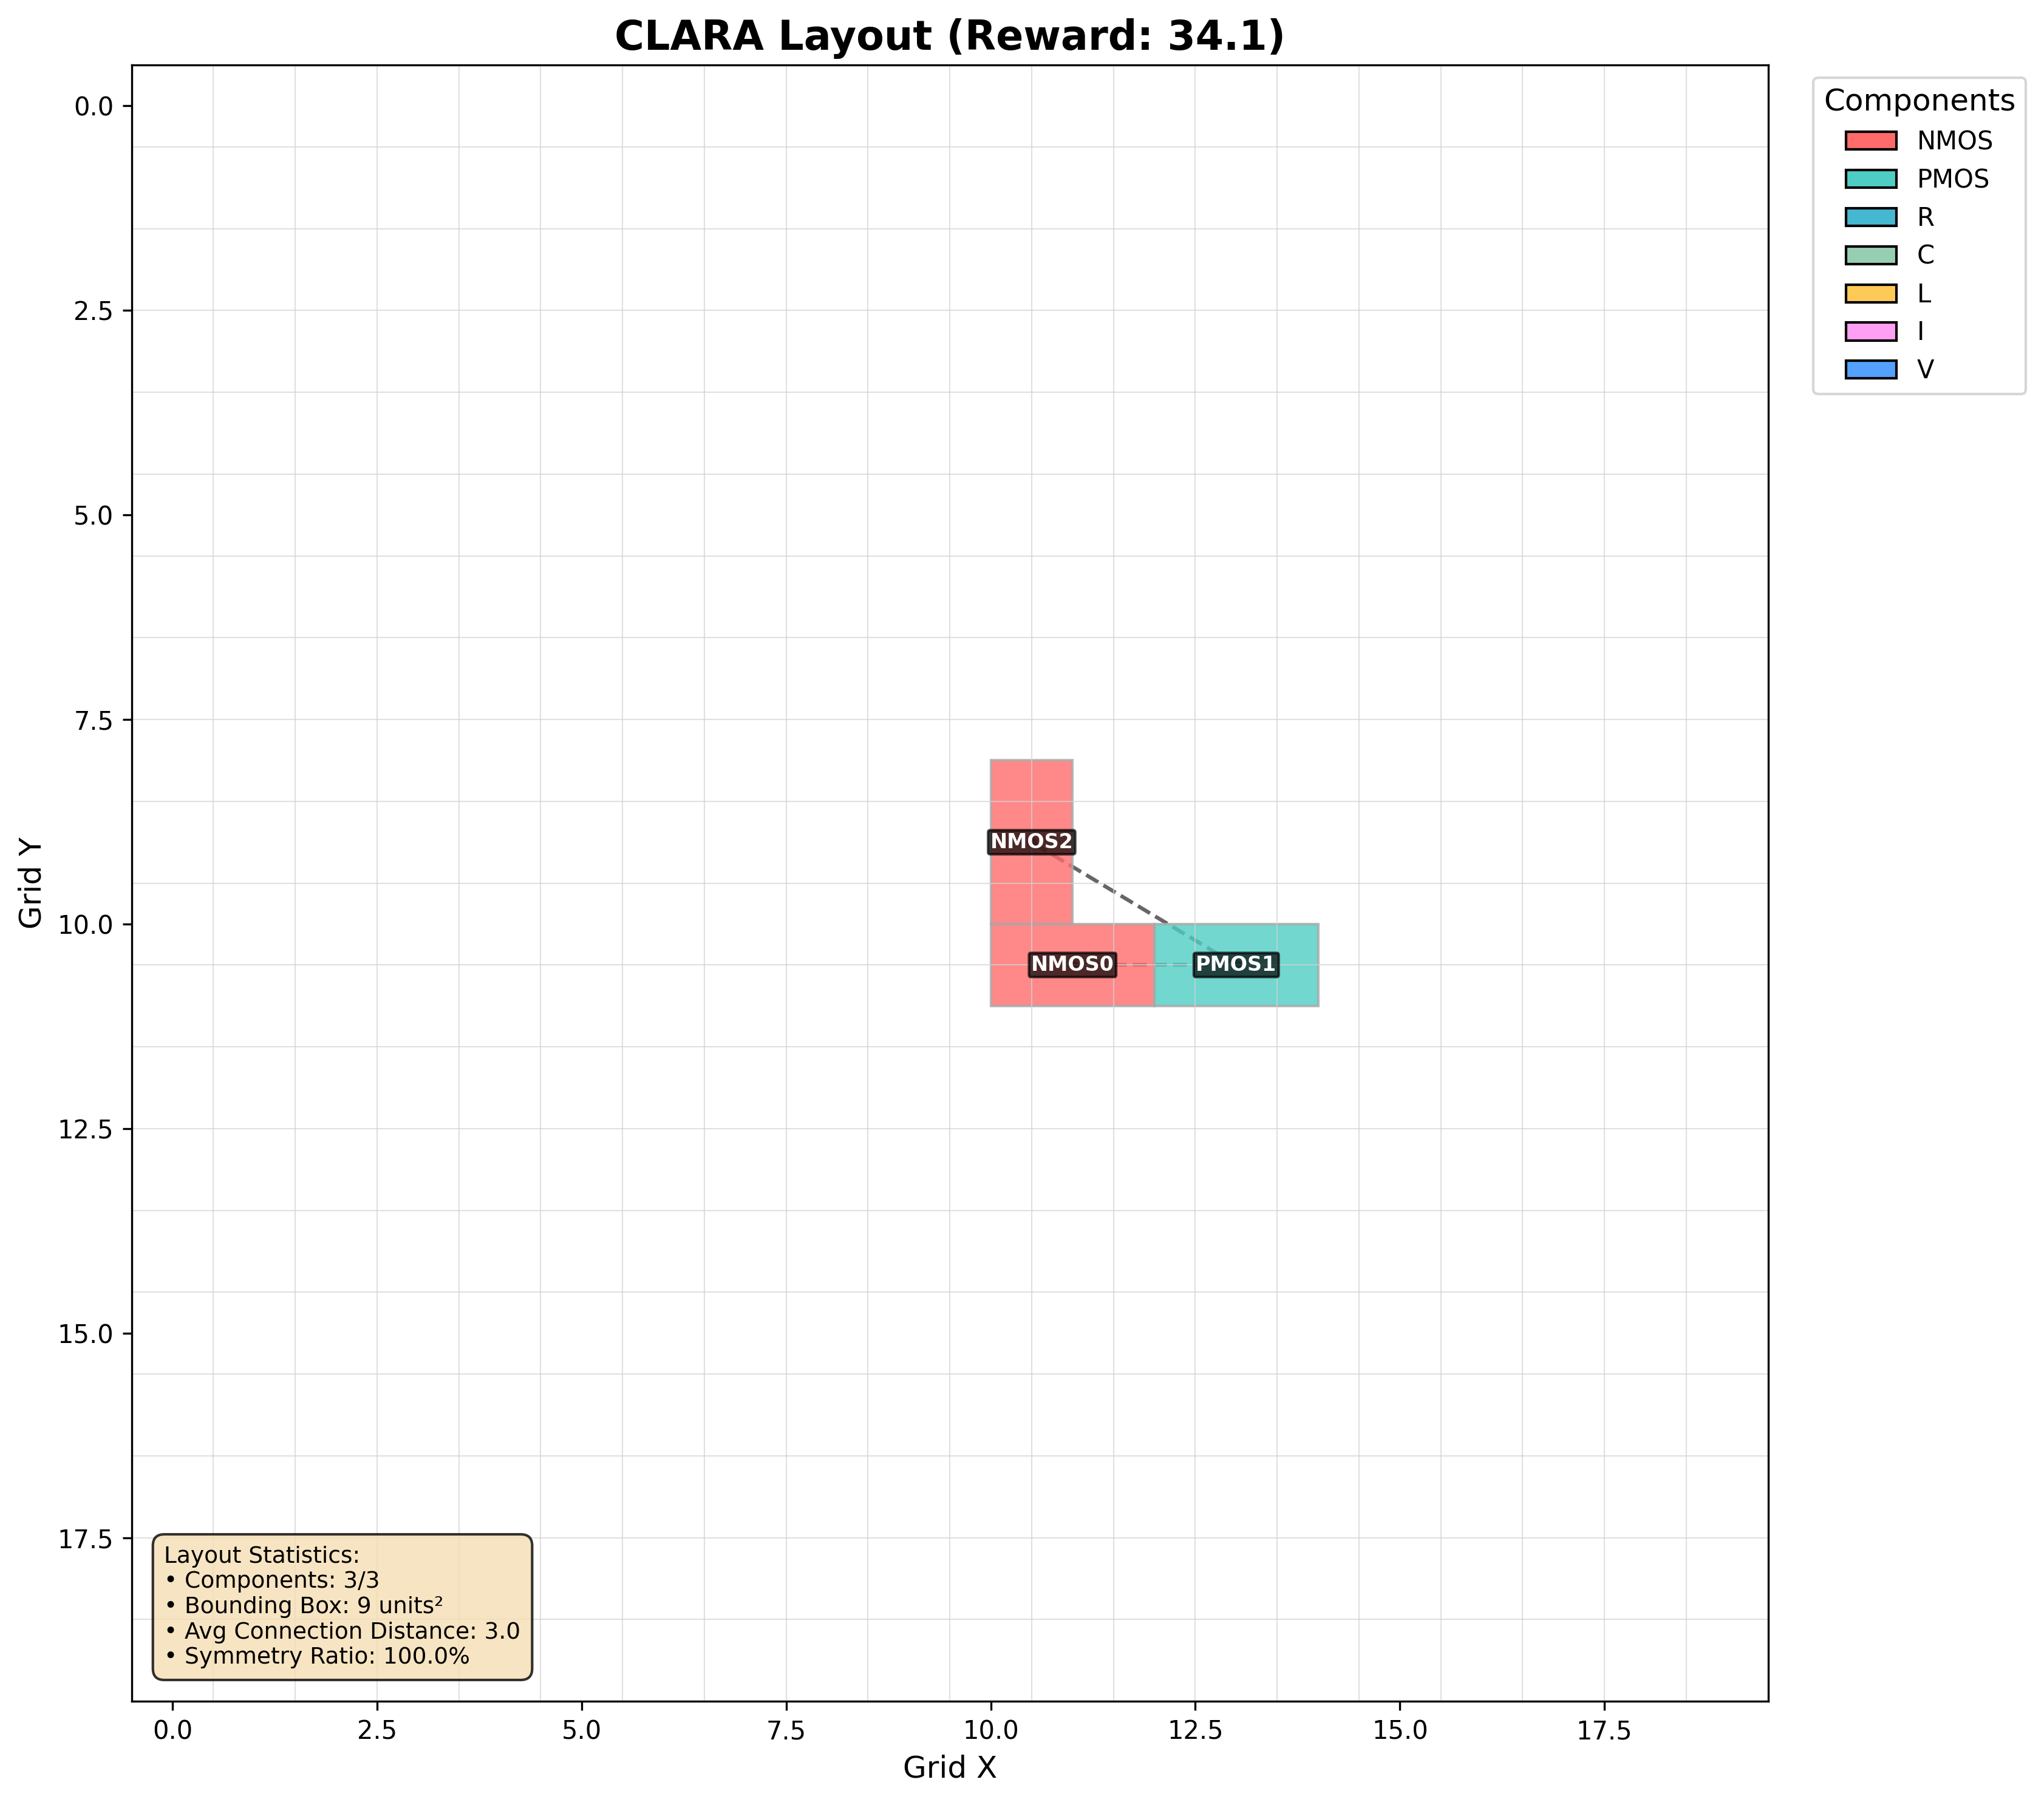 CLARA Layout (Reward: 34.1)
Components
NMOS
PMOS
R
C
L
I
V
Grid Y
0.0
2.5
5.0
7.5
10.0
12.5
15.0
17.5
NMOS2
NMOS0
PMOS1
Layout Statistics:
• Components: 3/3
• Bounding Box: 9 units²
• Avg Connection Distance: 3.0
• Symmetry Ratio: 100.0%
0.0 2.5 5.0 7.5 10.0 12.5 15.0 17.5
Grid X